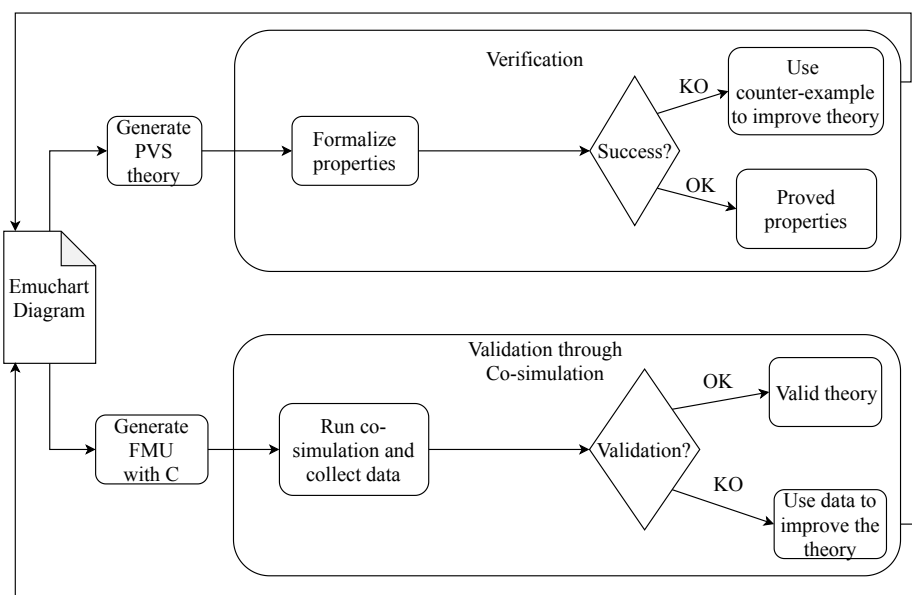 Verification
Generate
PVS
theory
Formalize
properties
Success?
KO
Use
counter-example
to improve theory
OK
Proved
properties
Emuchart
Diagram
Validation through
Co-simulation
Generate
FMU
with C
Run co-
simulation and
collect data
Validation?
OK
Valid theory
KO
Use data to
improve the
theory